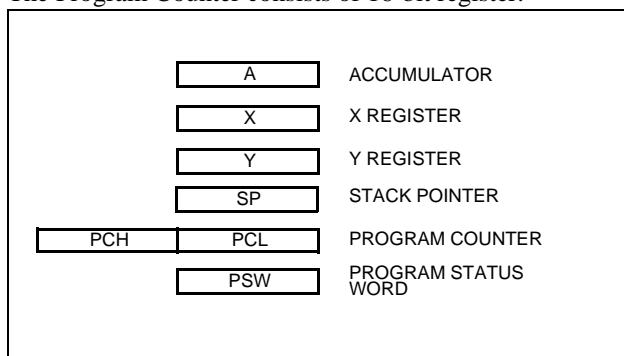 The Program Counter consists of 16-bit register.
A ACCUMULATOR
X X REGISTER
Y Y REGISTER
SP STACK POINTER
PCH PCL PROGRAM COUNTER
PSW PROGRAM STATUS
WORD